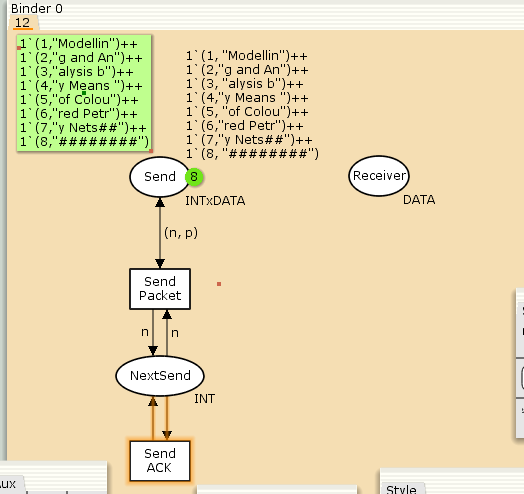 Binder 0
12
1`(1,"Modellin")++
1`(2,"g and An")++
1`(3,"alysis b")++
1`(4,"y Means ")++
1`(5,"of Colou")++
1`(6,"red Petr")++
1`(7,"y Nets##")++
1`(8,"########")
1`(1, "Modellin")++
1`(2,"g and An")++
1`(3, "alysis b")++
1`(4,"y Means ")++
1`(5, "of Colou")++
1`(6,"red Petr")++
1`(7,"y Nets##")++
1`(8, "########")
Send
8
INTxDATA
Receiver
DATA
(n, p)
Send
Packet
n
n
NextSend
INT
Send
ACK
Style